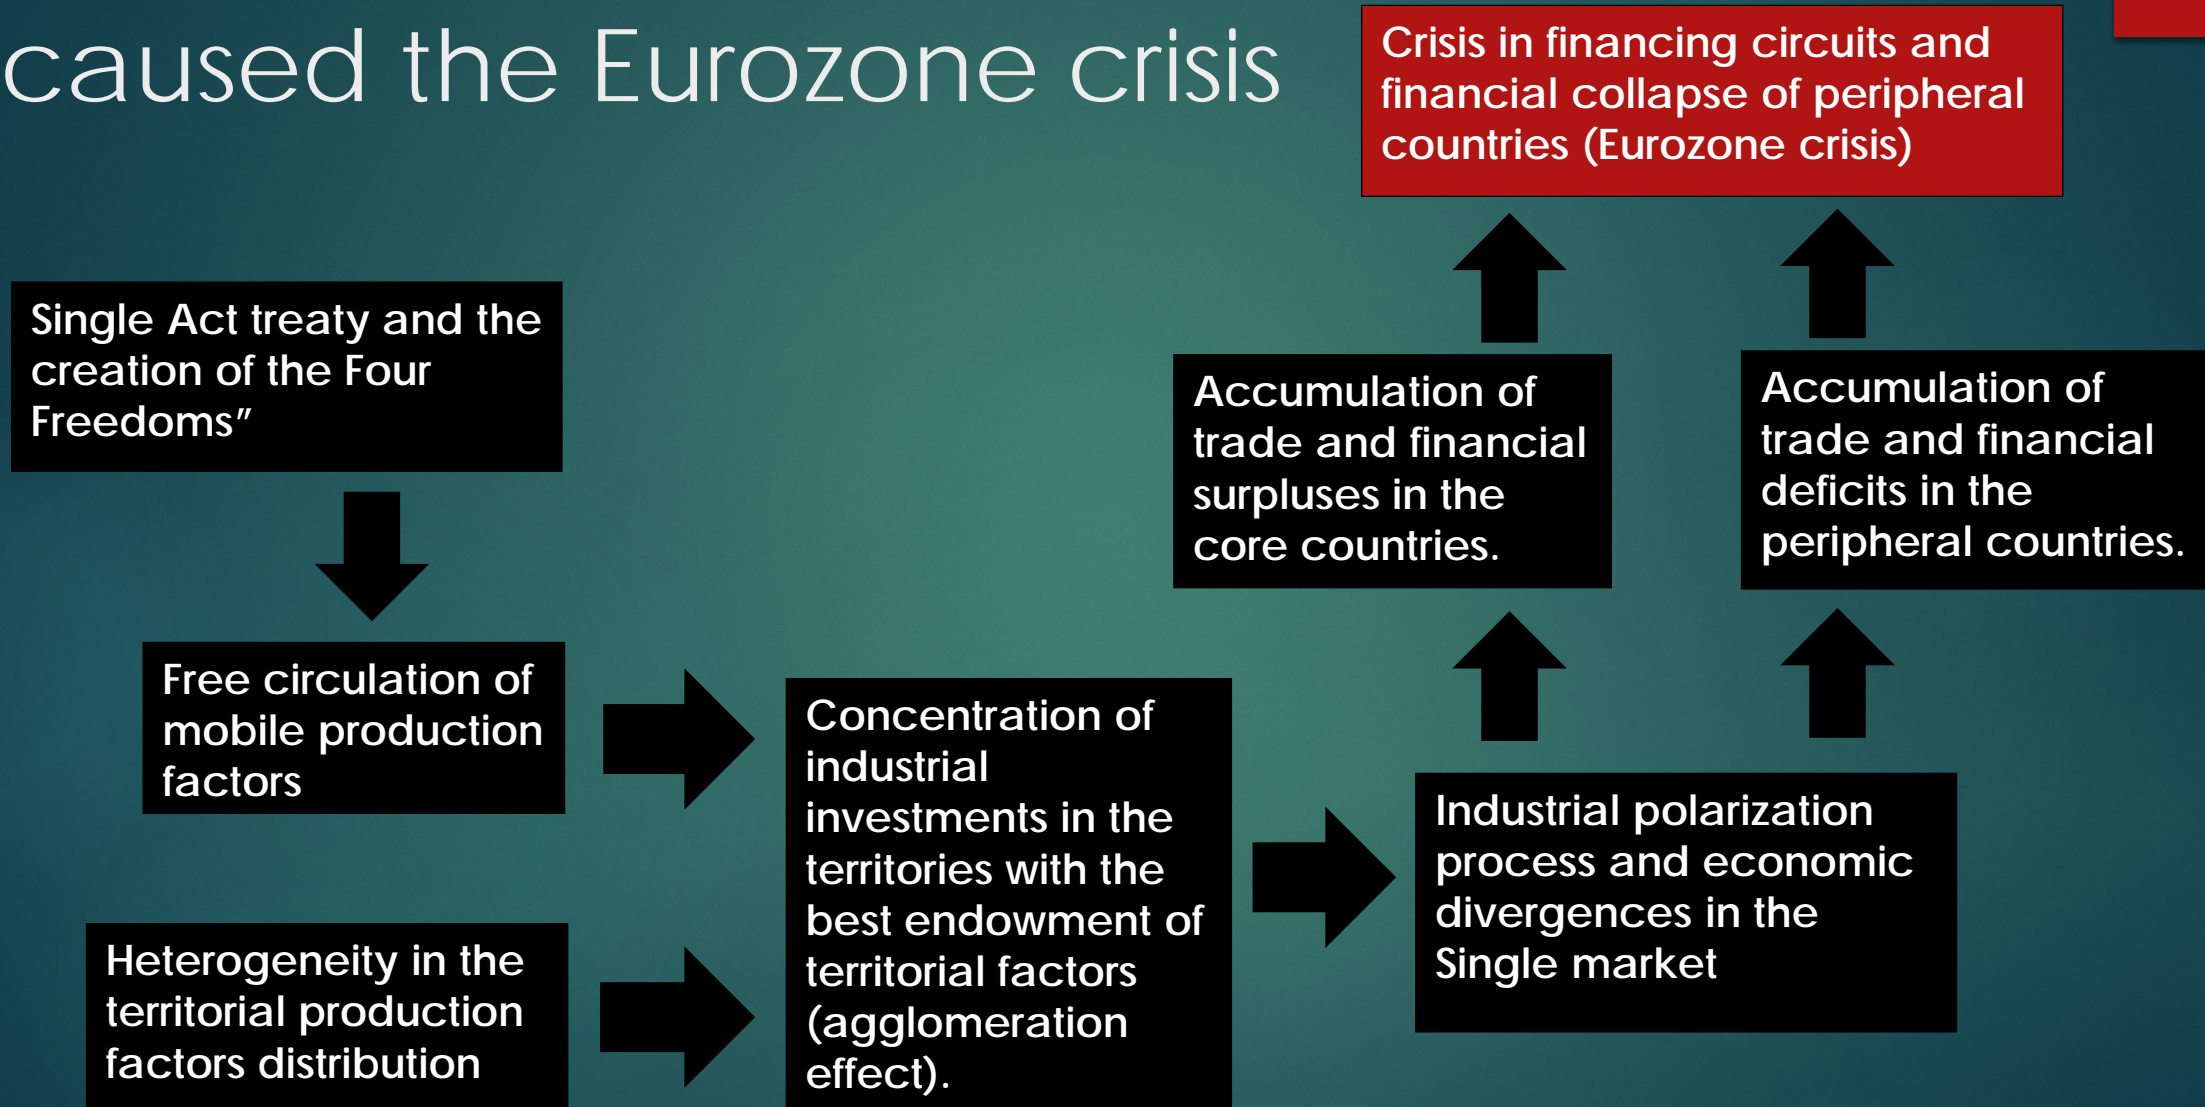 caused the Eurozone crisis
Crisis in financing circuits and
financial collapse of peripheral
countries (Eurozone crisis)
Single Act treaty and the
creation of the Four
Freedoms”
Accumulation of
trade and financial
surpluses in the
core countries.
Accumulation of
trade and financial
deficits in the
peripheral countries.
Free circulation of
mobile production
factors
Concentration of
industrial
investments in the
territories with the
best endowment of
territorial factors
(agglomeration
effect).
Industrial polarization
process and economic
divergences in the
Single market
Heterogeneity in the
territorial production
factors distribution